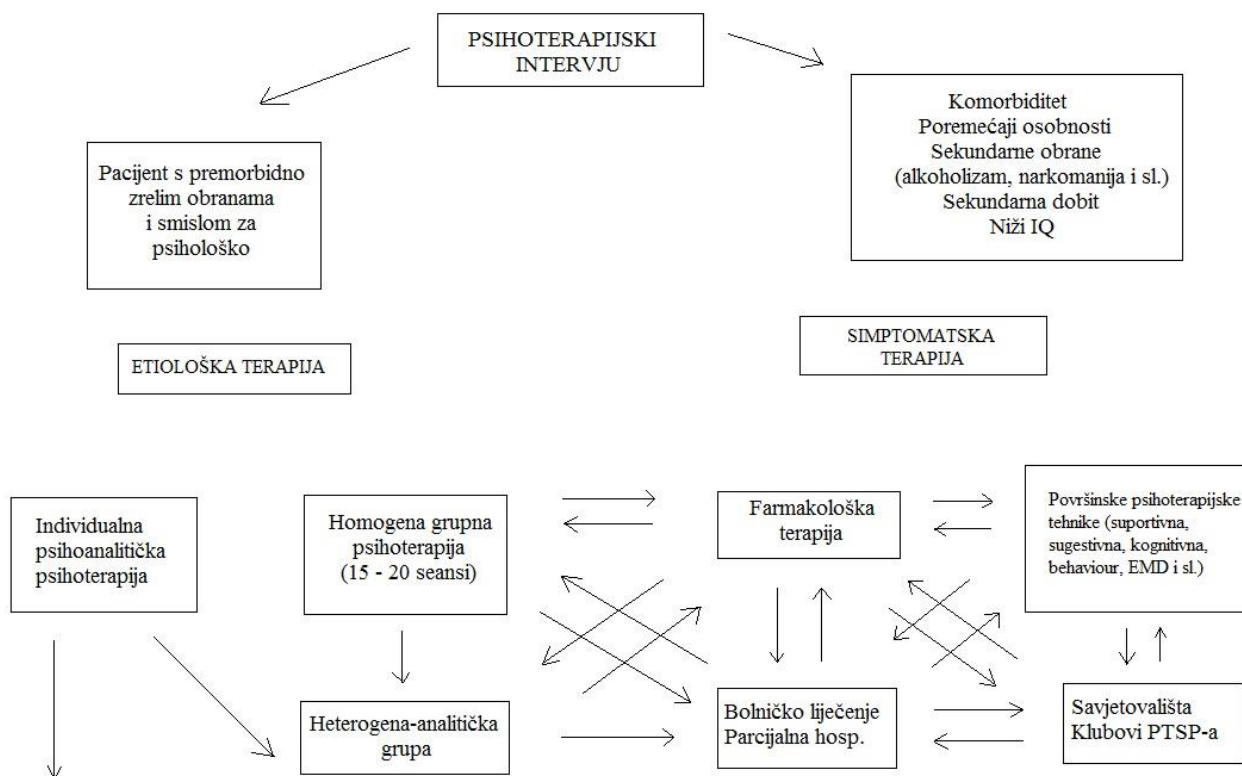 PSIHOTERAPIJSKI
INTERVJU
Pacijent s premorbidno
zrelim obranama
i smislom za
psihološko
Komorbiditet
Poremećaji osobnosti
Sekundarne obrane
(alkoholizam, narkomanija i sl.)
Sekundarna dobit
Niži IQ
ETIOLOŠKA TERAPIJA
SIMPTOMATSKA
TERAPIJA
Individualna
psihoanalitička
psihoterapija
Homogena grupna
psihoterapija
(15 - 20 seansi)
Farmakološka
terapija
Površinske psihoterapijske
tehnike (suportivna,
sugestivna, kognitivna,
behaviour, EMD i sl.)
Heterogena-analitička
grupa
Bolničko liječenje
Parcijalna hosp.
Savjetovališta
Klubovi PTSP-a